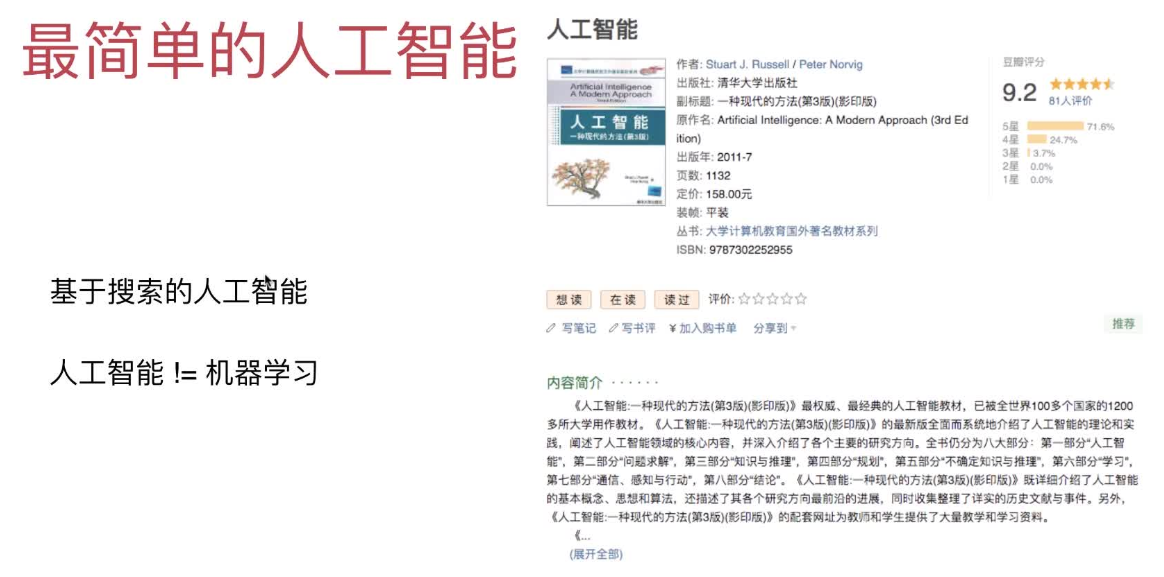 最简单的人工智能
基于搜索的人工智能
人工智能 != 机器学习
人工智能
Artificial Intelligence
A Modern Approach
人工智能
一种现代的方法(第3版)
作者: Stuart J. Russell / Peter Norvig
出版社: 清华大学出版社
副标题: 一种现代的方法(第3版)(影印版)
原作名: Artificial Intelligence: A Modern Approach (3rd Ed
ition)
出版年: 2011-7
页数: 1132
定价: 158.00元
装帧: 平装
丛书: 大学计算机教育国外著名教材系列
ISBN: 9787302252955
豆瓣评分
9.2
81人评价
5星 71.6%
4星 24.7%
3星 3.7%
2星 0.0%
1星 0.0%
想读 在读 读过 评价:
写笔记 写书评 ¥加入购书单 分享到
推荐
内容简介 · · · · · ·
《人工智能:一种现代的方法(第3版)(影印版)》最权威、最经典的人工智能教材，已被全世界100多个国家的1200
多所大学用作教材。《人工智能:一种现代的方法(第3版)(影印版)》的最新版全面而系统地介绍了人工智能的理论和实
践，阐述了人工智能领域的核心内容，并深入介绍了各个主要的研究方向。全书仍分为八大部分：第一部分“人工智
能”，第二部分“问题求解”，第三部分“知识与推理”，第四部分“规划”，第五部分“不确定知识与推理”，第六部分“学习”，
第七部分“通信、感知与行动”，第八部分“结论”。《人工智能:一种现代的方法(第3版)(影印版)》既详细介绍了人工智能
的基本概念、思想和算法，还描述了其各个研究方向最前沿的进展，同时收集整理了详实的历史文献与事件。另外，
《人工智能:一种现代的方法(第3版)(影印版)》的配套网址为教师和学生提供了大量教学和学习资料。
《...
(展开全部)